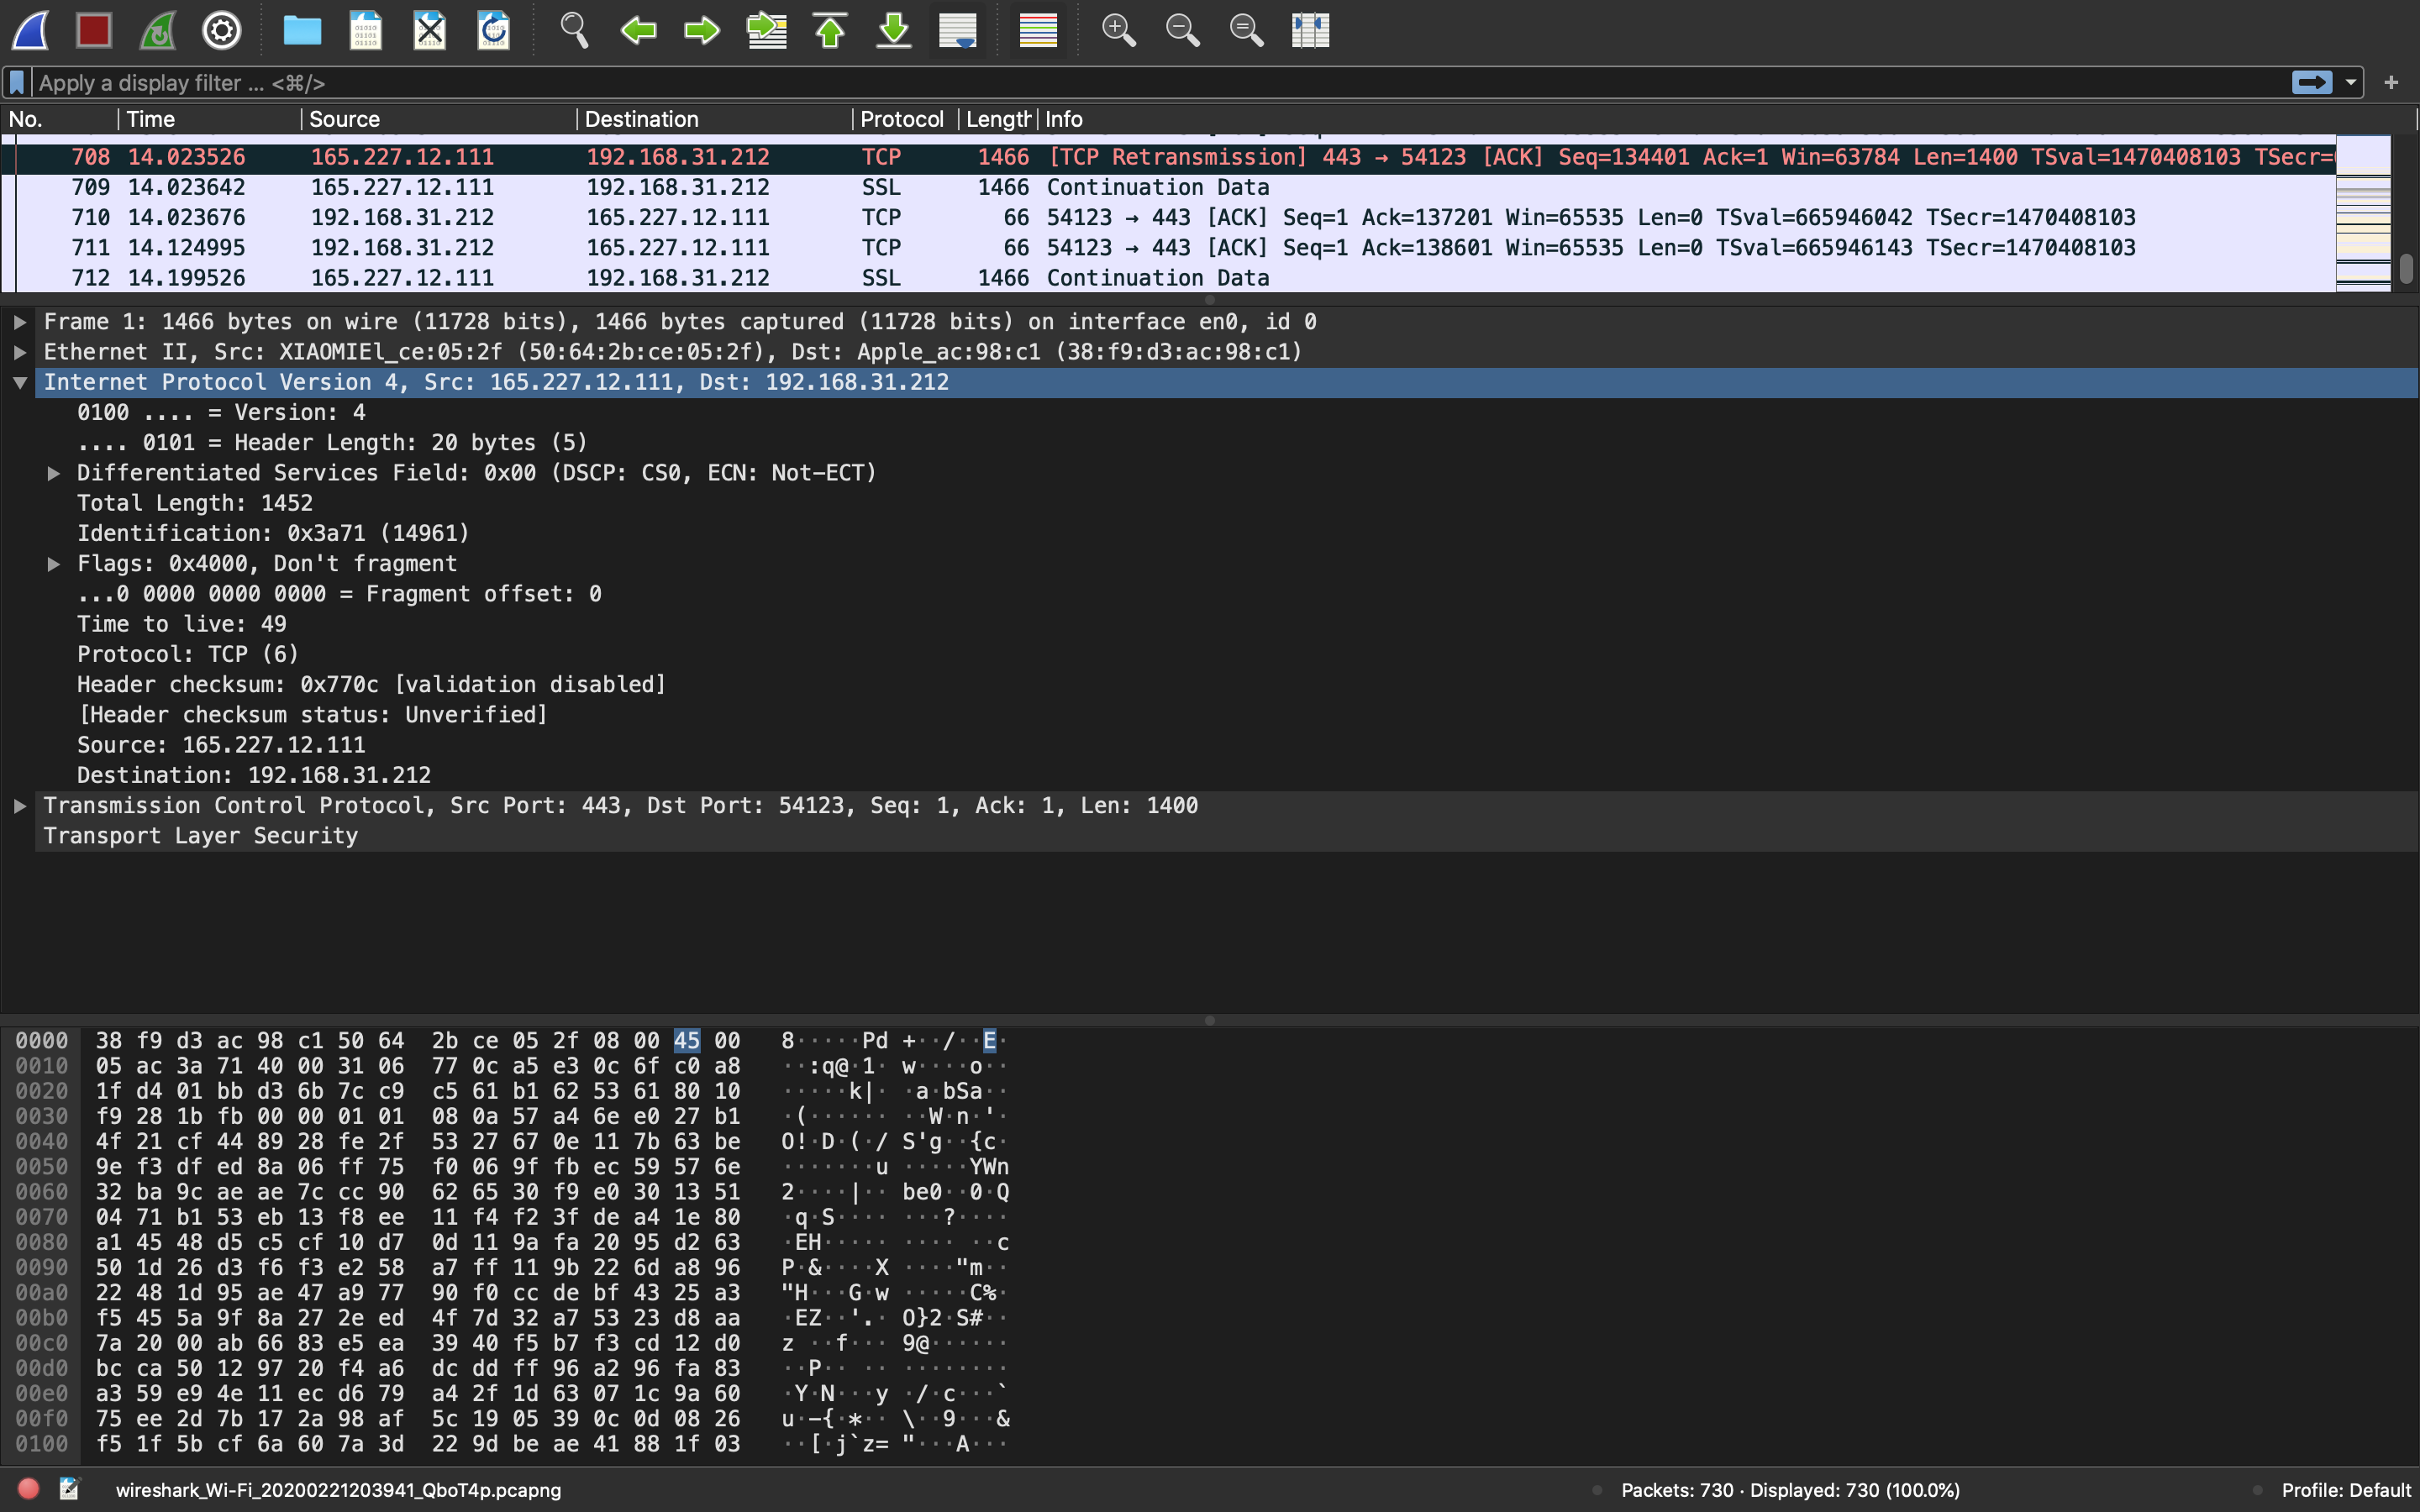 Apply a display filter ... <⌘/>
No. Time Source Destination Protocol Length Info
708 14.023526 165.227.12.111 192.168.31.212 TCP 1466 [TCP Retransmission] 443 → 54123 [ACK] Seq=134401 Ack=1 Win=63784 Len=1400 TSval=1470408103 TSecr=
709 14.023642 165.227.12.111 192.168.31.212 SSL 1466 Continuation Data
710 14.023676 192.168.31.212 165.227.12.111 TCP 66 54123 → 443 [ACK] Seq=1 Ack=137201 Win=65535 Len=0 TSval=665946042 TSecr=1470408103
711 14.124995 192.168.31.212 165.227.12.111 TCP 66 54123 → 443 [ACK] Seq=1 Ack=138601 Win=65535 Len=0 TSval=665946143 TSecr=1470408103
712 14.199526 165.227.12.111 192.168.31.212 SSL 1466 Continuation Data
Frame 1: 1466 bytes on wire (11728 bits), 1466 bytes captured (11728 bits) on interface en0, id 0
Ethernet II, Src: XIAOMIEl_ce:05:2f (50:64:2b:ce:05:2f), Dst: Apple_ac:98:c1 (38:f9:d3:ac:98:c1)
Internet Protocol Version 4, Src: 165.227.12.111, Dst: 192.168.31.212
0100 .... = Version: 4
.... 0101 = Header Length: 20 bytes (5)
Differentiated Services Field: 0x00 (DSCP: CS0, ECN: Not-ECT)
Total Length: 1452
Identification: 0x3a71 (14961)
Flags: 0x4000, Don't fragment
...0 0000 0000 0000 = Fragment offset: 0
Time to live: 49
Protocol: TCP (6)
Header checksum: 0x770c [validation disabled]
[Header checksum status: Unverified]
Source: 165.227.12.111
Destination: 192.168.31.212
Transmission Control Protocol, Src Port: 443, Dst Port: 54123, Seq: 1, Ack: 1, Len: 1400
Transport Layer Security
0000 38 f9 d3 ac 98 c1 50 64 2b ce 05 2f 08 00 45 00 8·····Pd +··/··E·
0010 05 ac 3a 71 40 00 31 06 77 0c a5 e3 0c 6f c0 a8 ··:q@·1· w····o··
0020 1f d4 01 bb d3 6b 7c c9 c5 61 b1 62 53 61 80 10 ·····k|· ·a·bSa··
0030 f9 28 1b fb 00 00 01 01 08 0a 57 a4 6e e0 27 b1 ·(······ ··W·n·'·
0040 4f 21 cf 44 89 28 fe 2f 53 27 67 0e 11 7b 63 be O!·D·(·/ S'g··{c·
0050 9e f3 df ed 8a 06 ff 75 f0 06 9f fb ec 59 57 6e ·······u ·····YWn
0060 32 ba 9c ae ae 7c cc 90 62 65 30 f9 e0 30 13 51 2····|·· be0··0·Q
0070 04 71 b1 53 eb 13 f8 ee 11 f4 f2 3f de a4 1e 80 ·q·S···· ···?····
0080 a1 45 48 d5 c5 cf 10 d7 0d 11 9a fa 20 95 d2 63 ·EH····· ···· ··c
0090 50 1d 26 d3 f6 f3 e2 58 a7 ff 11 9b 22 6d a8 96 P·&····X ····"m··
00a0 22 48 1d 95 ae 47 a9 77 90 f0 cc de bf 43 25 a3 "H···G·w ·····C%·
00b0 f5 45 5a 9f 8a 27 2e ed 4f 7d 32 a7 53 23 d8 aa ·EZ··'.· O}2·S#··
00c0 7a 20 00 ab 66 83 e5 ea 39 40 f5 b7 f3 cd 12 d0 z ··f··· 9@······
00d0 bc ca 50 12 97 20 f4 a6 dc dd ff 96 a2 96 fa 83 ··P·· ·· ········
00e0 a3 59 e9 4e 11 ec d6 79 a4 2f 1d 63 07 1c 9a 60 ·Y·N···y ·/·c···`
00f0 75 ee 2d 7b 17 2a 98 af 5c 19 05 39 0c 0d 08 26 u·-{·*·· \··9···&
0100 f5 1f 5b cf 6a 60 7a 3d 22 9d be ae 41 88 1f 03 ··[·j`z= "···A···
wireshark_Wi-Fi_20200221203941_QboT4p.pcapng Packets: 730 · Displayed: 730 (100.0%) Profile: Default